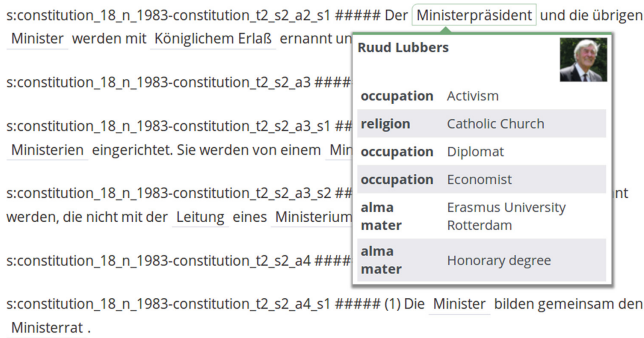 s:constitution_18_n_1983-constitution_t2_s2_a2_s1 ##### Der Ministerpräsident und die übrigen
Minister werden mit Königlichem Erlaß ernannt un
s:constitution_18_n_1983-constitution_t2_s2_a3 ####
s:constitution_18_n_1983-constitution_t2_s2_a3_s1 ##
Ministerien eingerichtet. Sie werden von einem Min
s:constitution_18_n_1983-constitution_t2_s2_a3_s2 ## nt
werden, die nicht mit der Leitung eines Ministerium
s:constitution_18_n_1983-constitution_t2_s2_a4 ####
s:constitution_18_n_1983-constitution_t2_s2_a4_s1 ##### (1) Die Minister bilden gemeinsam den
Ministerrat .
Ruud Lubbers
occupation Activism
religion Catholic Church
occupation Diplomat
occupation Economist
alma mater Erasmus University Rotterdam
alma mater Honorary degree